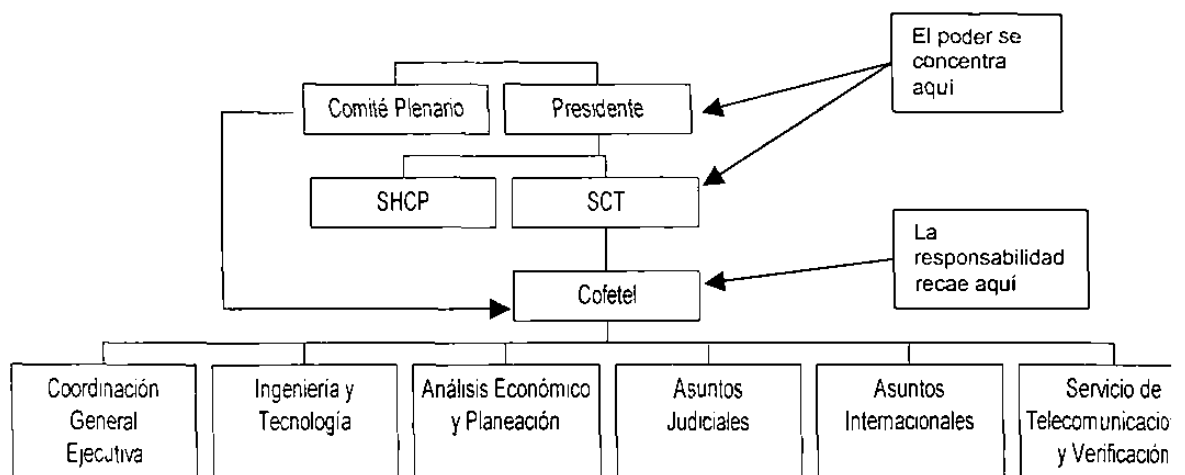 El poder se
concentra
aquí
Comité Plenario
Presidente
SHCP
SCT
La
responsabilidad
recae aquí
Cofetel
Coordinación
General
Ejecutiva
Ingeniería y
Tecnología
Análisis Económico
y Planeación
Asuntos
Judiciales
Asuntos
Internacionales
Servicio de
Telecomunicacio
y Verificación